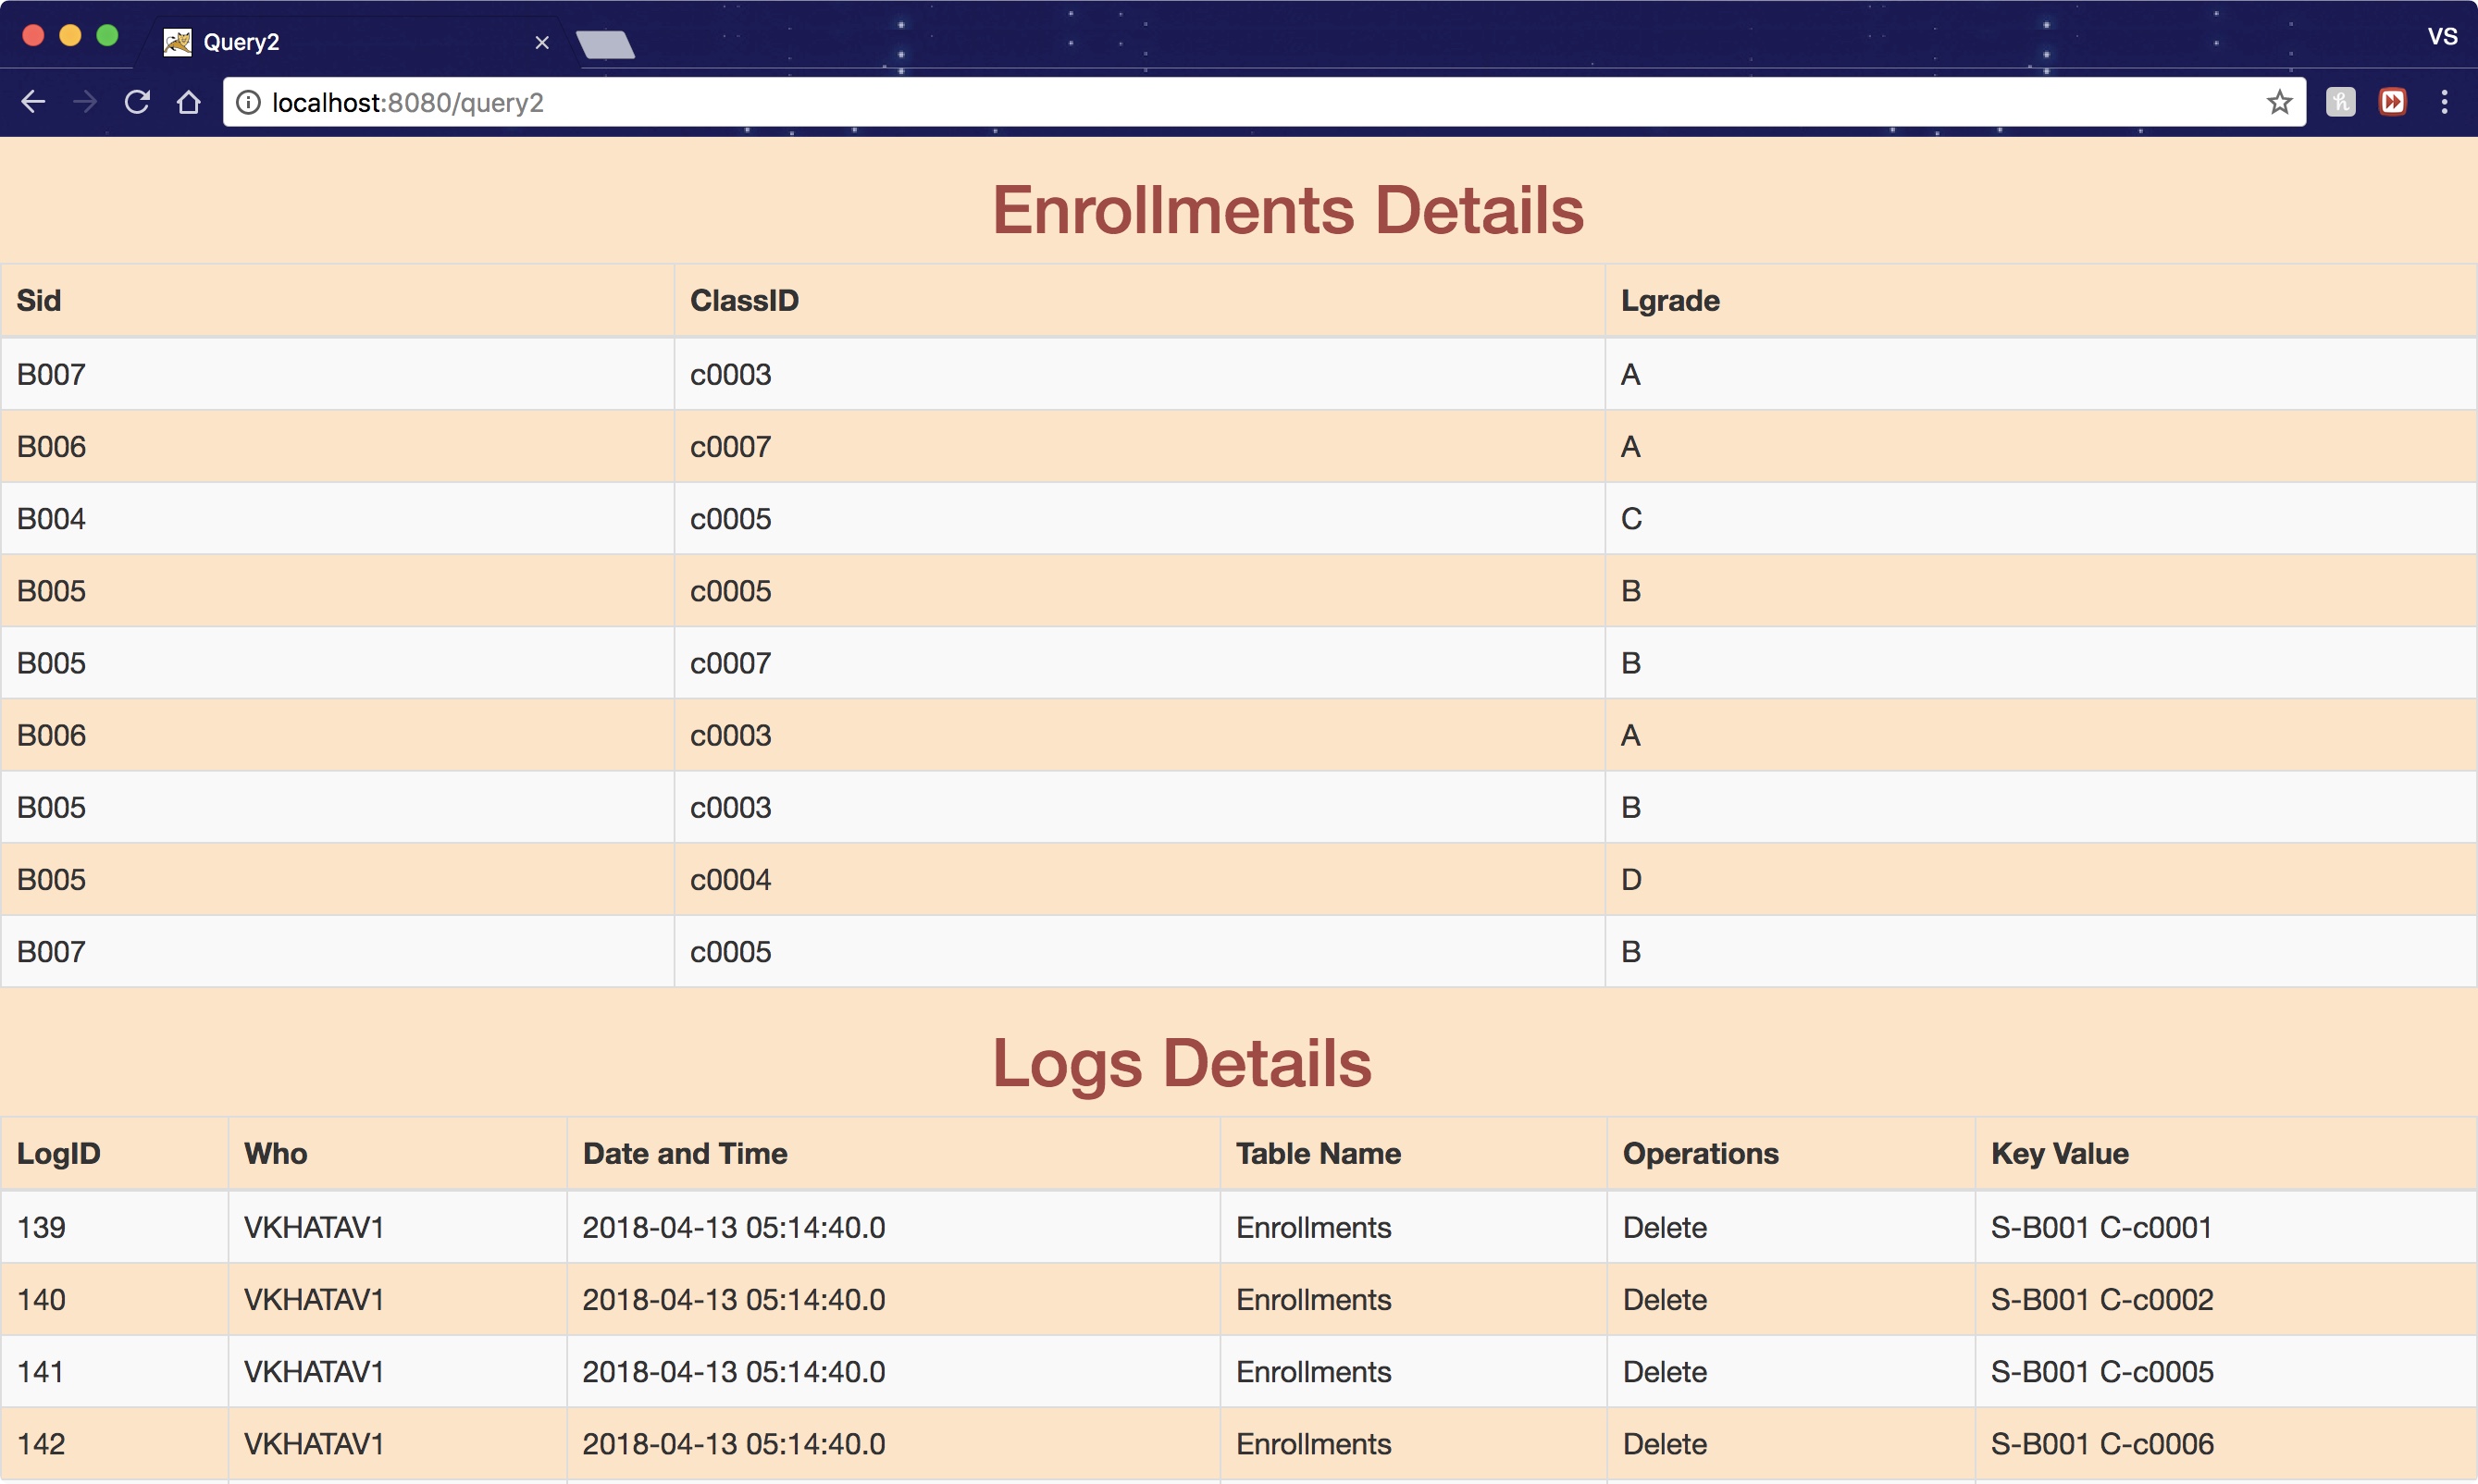 Query2
VS
localhost:8080/query2
Enrollments Details
Sid ClassID Lgrade
B007 c0003 A
B006 c0007 A
B004 c0005 C
B005 c0005 B
B005 c0007 B
B006 c0003 A
B005 c0003 B
B005 c0004 D
B007 c0005 B
Logs Details
LogID Who Date and Time Table Name Operations Key Value
139 VKHATAV1 2018-04-13 05:14:40.0 Enrollments Delete S-B001 C-c0001
140 VKHATAV1 2018-04-13 05:14:40.0 Enrollments Delete S-B001 C-c0002
141 VKHATAV1 2018-04-13 05:14:40.0 Enrollments Delete S-B001 C-c0005
142 VKHATAV1 2018-04-13 05:14:40.0 Enrollments Delete S-B001 C-c0006